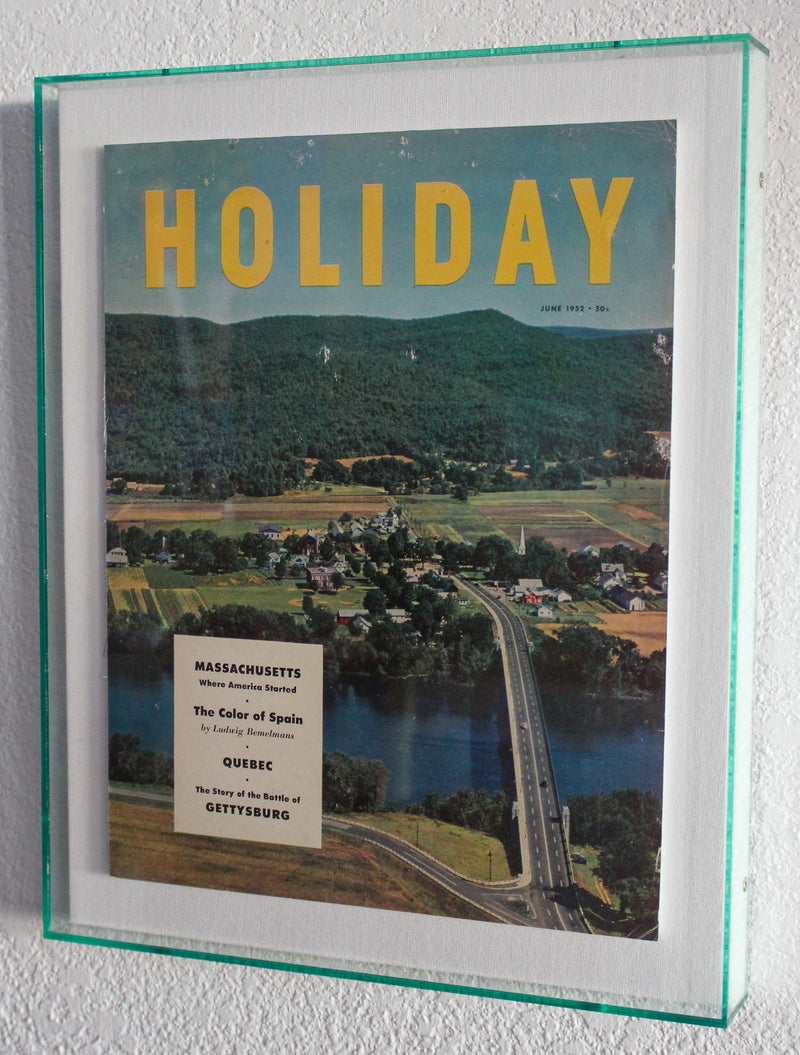 HOLIDAY
JUNE 1952 • 50c
MASSACHUSETTS
Where America Started
•
The Color of Spain
by Ludwig Bemelmans
•
QUEBEC
•
The Story of the Battle of
GETTYSBURG